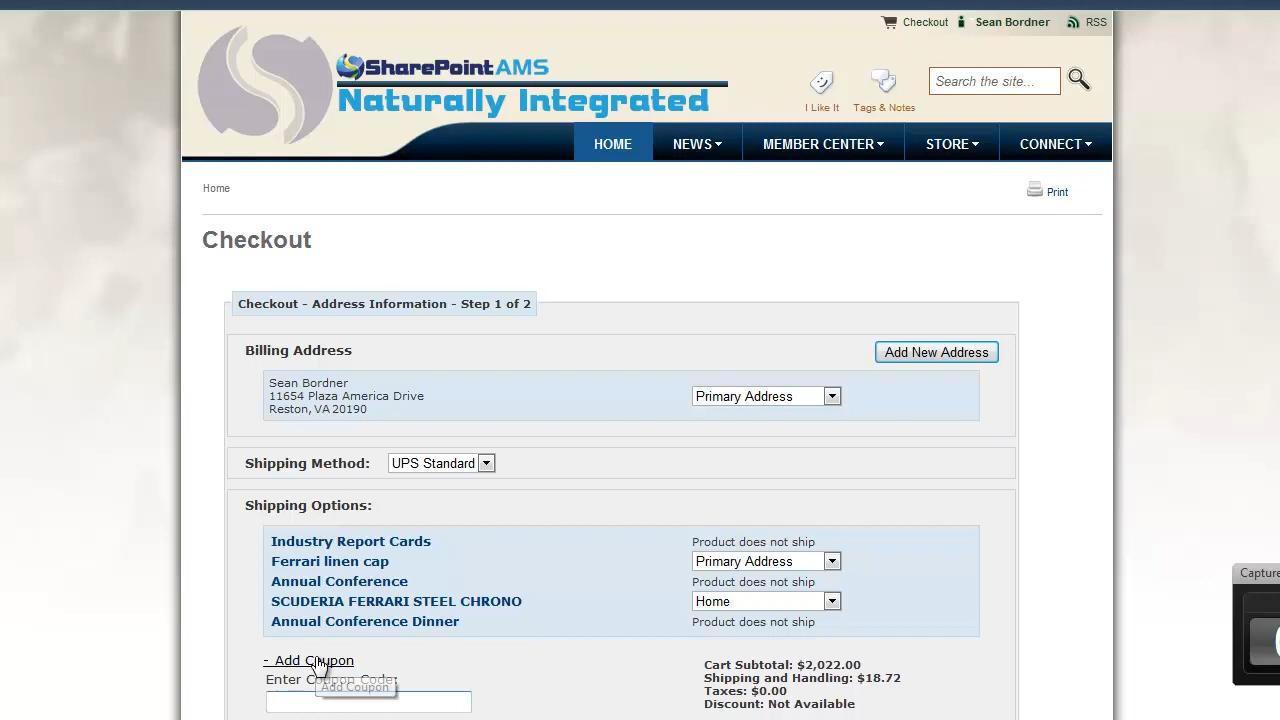 Checkout Sean Bordner RSS
SharePointAMS
Naturally Integrated
I Like It Tags & Notes
Search the site...
HOME NEWS MEMBER CENTER STORE CONNECT
Home
Print
Checkout
Checkout - Address Information - Step 1 of 2
Billing Address
Add New Address
Sean Bordner
11654 Plaza America Drive
Reston, VA 20190
Primary Address
Shipping Method: UPS Standard
Shipping Options:
Industry Report Cards Product does not ship
Ferrari linen cap Primary Address
Annual Conference Product does not ship
SCUDERIA FERRARI STEEL CHRONO Home
Annual Conference Dinner Product does not ship
- Add Coupon
Enter Coupon Code:
Add Coupon
Cart Subtotal: $2,022.00
Shipping and Handling: $18.72
Taxes: $0.00
Discount: Not Available
Capture